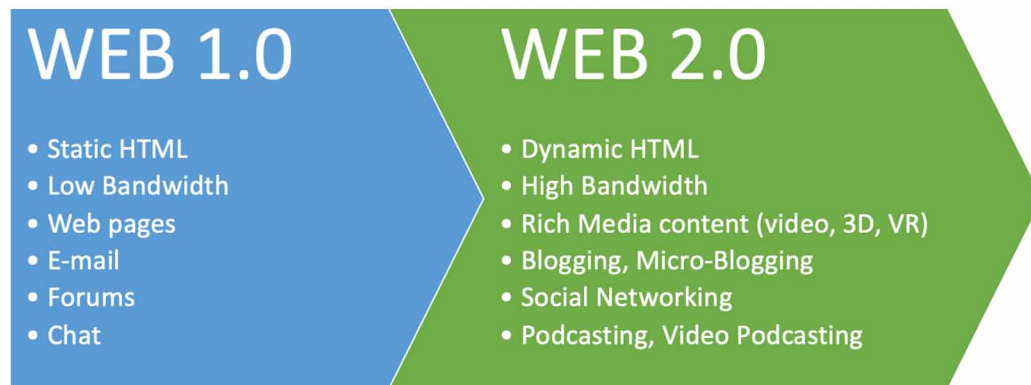 WEB 1.0
• Static HTML
• Low Bandwidth
• Web pages
• E-mail
• Forums
• Chat
WEB 2.0
• Dynamic HTML
• High Bandwidth
• Rich Media content (video, 3D, VR)
• Blogging, Micro-Blogging
• Social Networking
• Podcasting, Video Podcasting